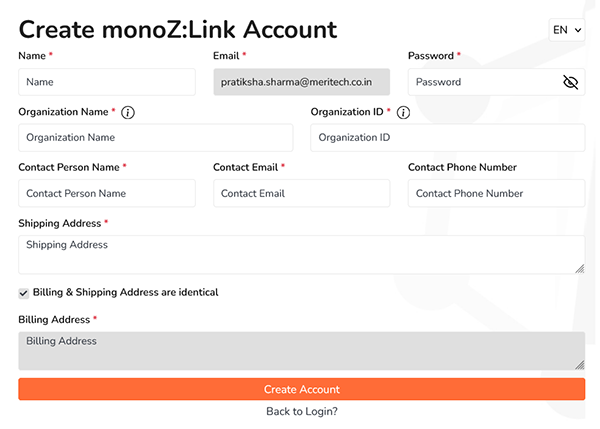 Create monoZ:Link Account
EN
Name *
Email *
Password *
Name
pratiksha.sharma@meritech.co.in
Password
Organization Name *
Organization ID *
Organization Name
Organization ID
Contact Person Name *
Contact Email *
Contact Phone Number
Contact Person Name
Contact Email
Contact Phone Number
Shipping Address *
Shipping Address
Billing & Shipping Address are identical
Billing Address *
Billing Address
Create Account
Back to Login?